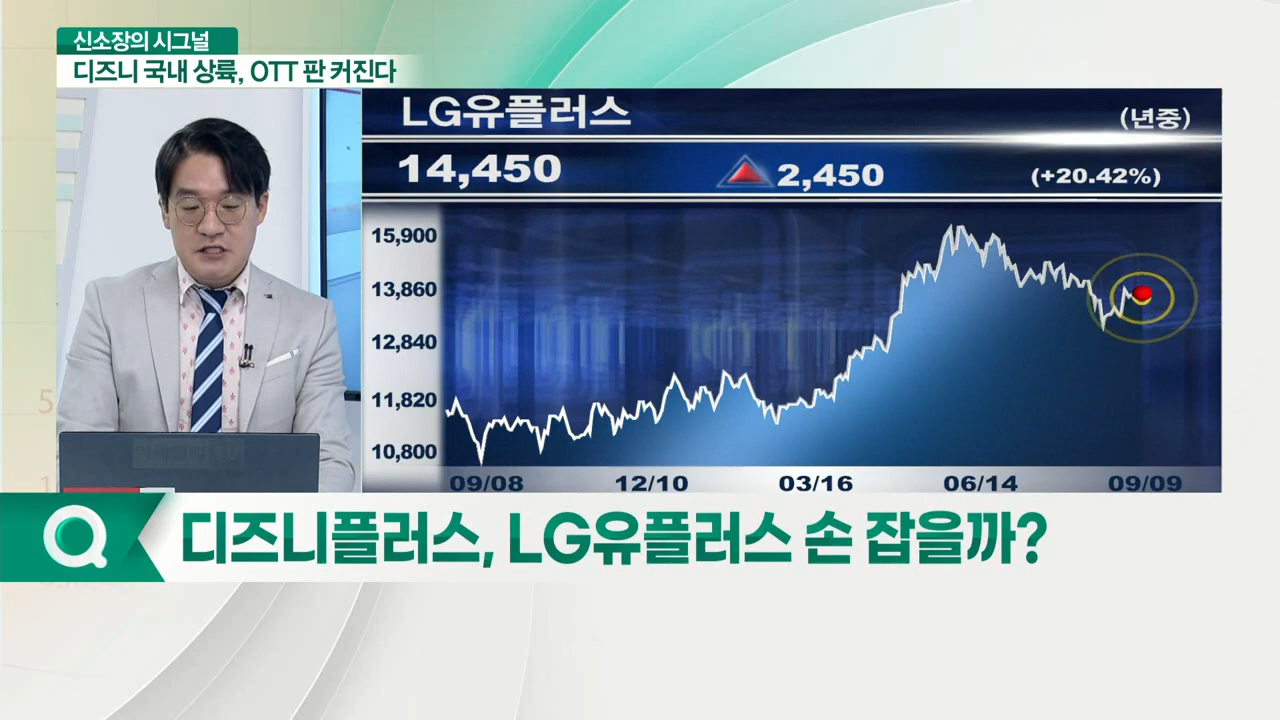 신소장의 시그널
디즈니 국내 상륙, OTT 판 커진다
LG유플러스
(년중)
14,450
2,450
(+20.42%)
15,900
13,860
12,840
11,820
10,800
09/08 12/10 03/16 06/14 09/09
Q 디즈니플러스, LG유플러스 손 잡을까?